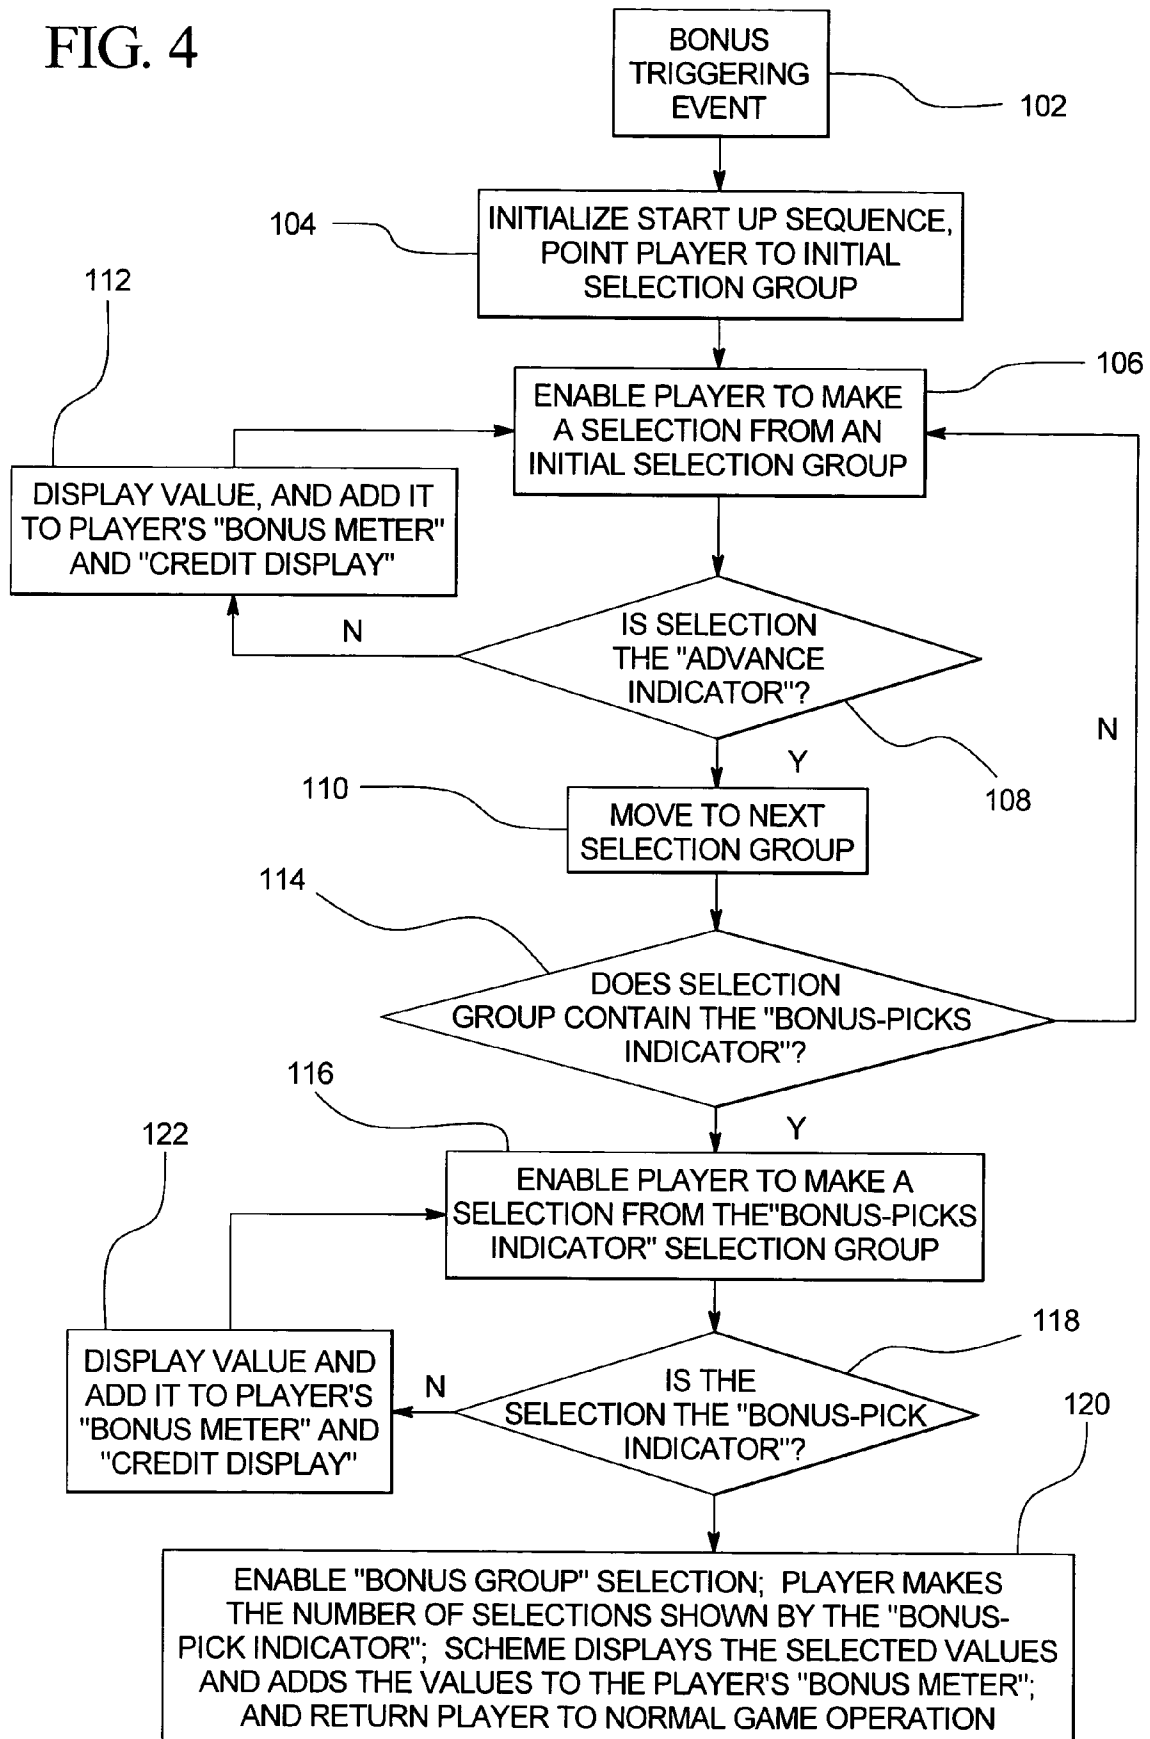 FIG. 4
BONUS
TRIGGERING
EVENT
102
104
INITIALIZE START UP SEQUENCE,
POINT PLAYER TO INITIAL
SELECTION GROUP
112
106
ENABLE PLAYER TO MAKE
A SELECTION FROM AN
INITIAL SELECTION GROUP
DISPLAY VALUE, AND ADD IT
TO PLAYER'S "BONUS METER"
AND "CREDIT DISPLAY"
N
IS SELECTION
THE "ADVANCE
INDICATOR"?
N
Y
108
110
MOVE TO NEXT
SELECTION GROUP
114
DOES SELECTION
GROUP CONTAIN THE "BONUS-PICKS
INDICATOR"?
116
Y
122
ENABLE PLAYER TO MAKE A
SELECTION FROM THE"BONUS-PICKS
INDICATOR" SELECTION GROUP
118
DISPLAY VALUE AND
ADD IT TO PLAYER'S
"BONUS METER" AND
"CREDIT DISPLAY"
N
IS THE
SELECTION THE "BONUS-PICK
INDICATOR"?
120
ENABLE "BONUS GROUP" SELECTION; PLAYER MAKES
THE NUMBER OF SELECTIONS SHOWN BY THE "BONUS-
PICK INDICATOR"; SCHEME DISPLAYS THE SELECTED VALUES
AND ADDS THE VALUES TO THE PLAYER'S "BONUS METER";
AND RETURN PLAYER TO NORMAL GAME OPERATION